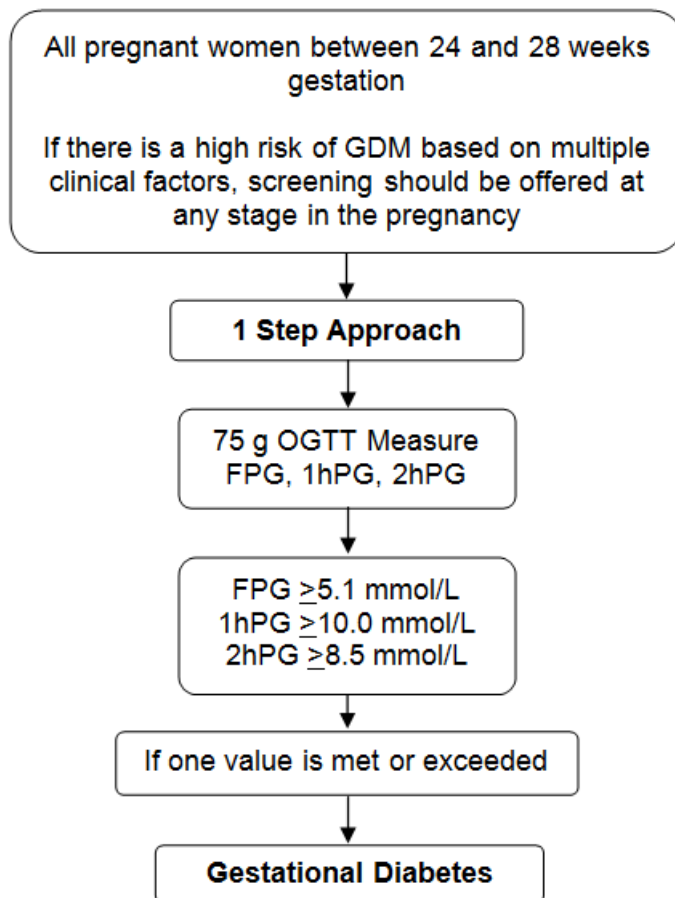 All pregnant women between 24 and 28 weeks
gestation
If there is a high risk of GDM based on multiple
clinical factors, screening should be offered at
any stage in the pregnancy
1 Step Approach
75 g OGTT Measure
FPG, 1hPG, 2hPG
FPG ≥5.1 mmol/L
1hPG ≥10.0 mmol/L
2hPG ≥8.5 mmol/L
If one value is met or exceeded
Gestational Diabetes